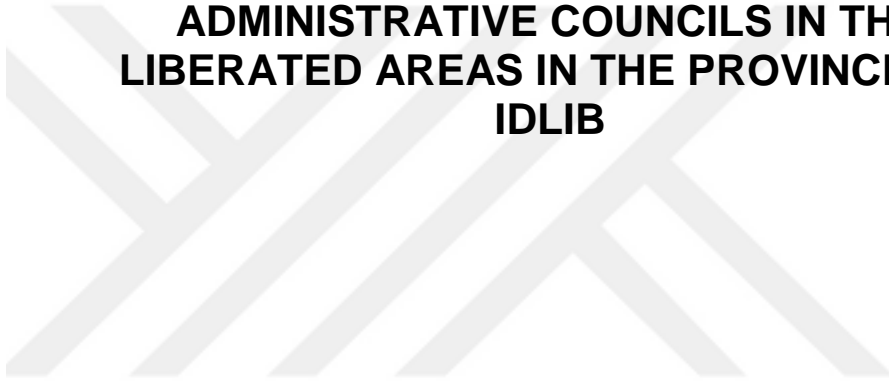 ADMINISTRATIVE COUNCILS IN TH
LIBERATED AREAS IN THE PROVINC
IDLIB